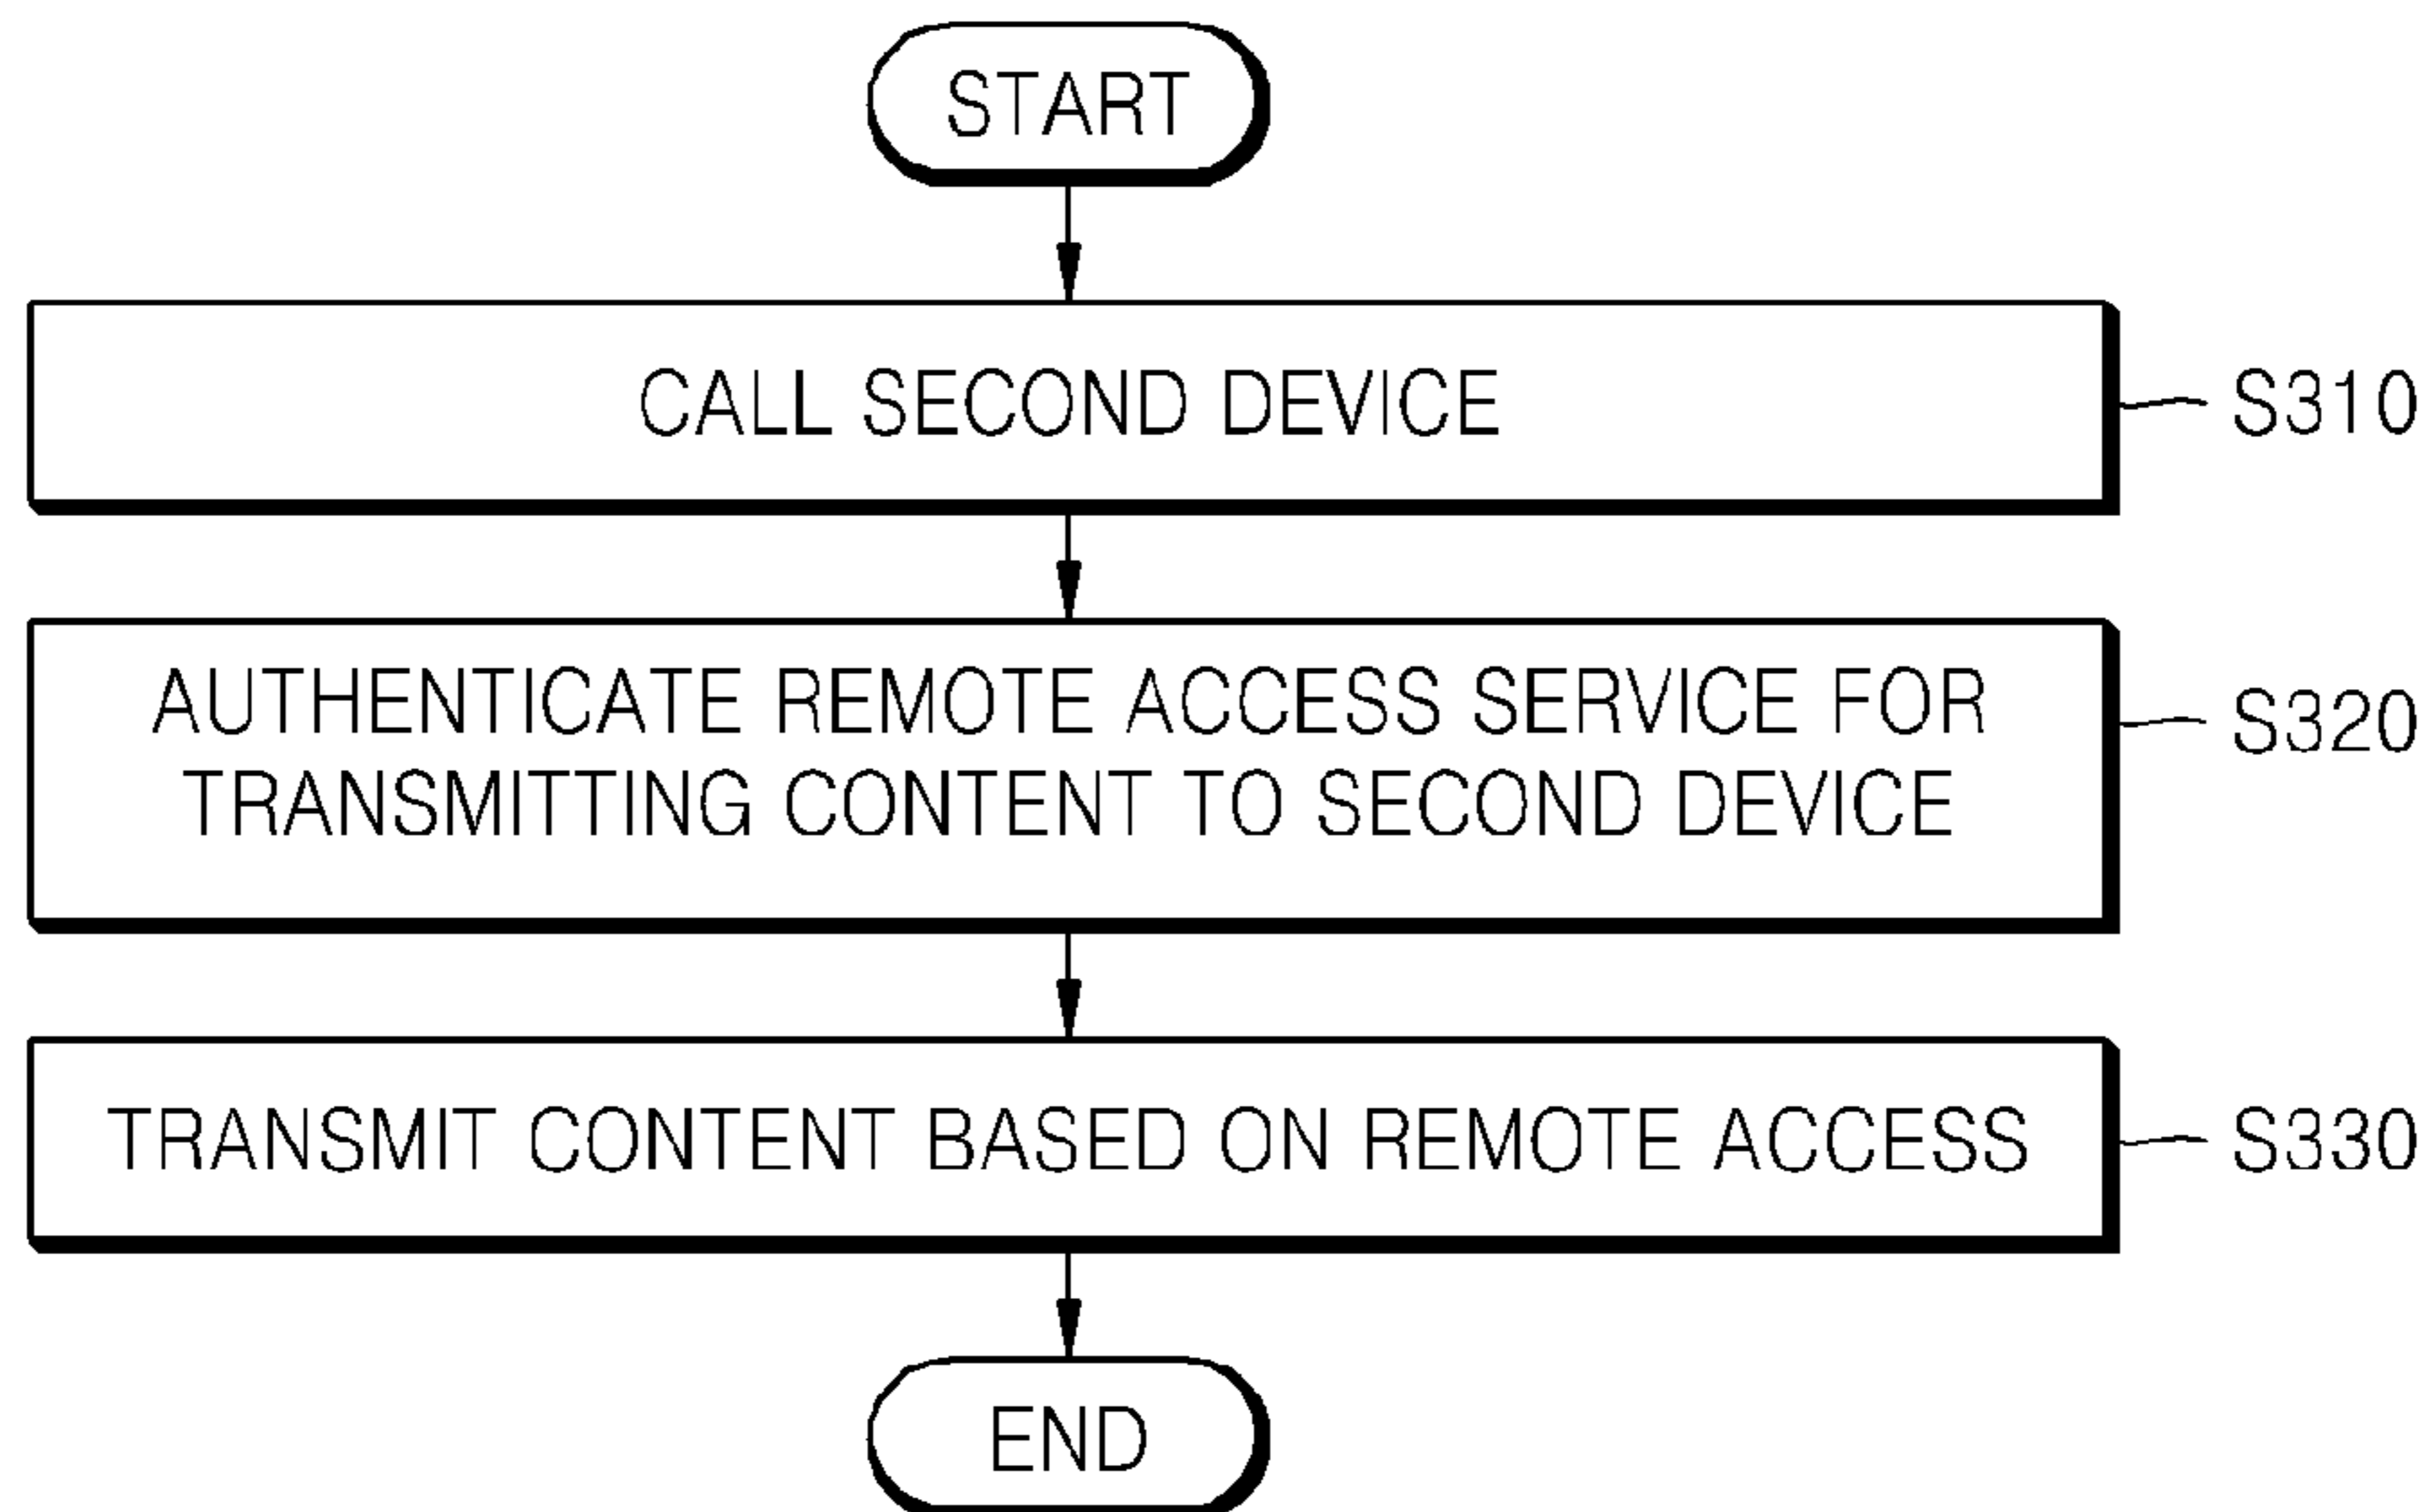 START
CALL SECOND DEVICE
S310
AUTHENTICATE REMOTE ACCESS SERVICE FOR
TRANSMITTING CONTENT TO SECOND DEVICE
S320
TRANSMIT CONTENT BASED ON REMOTE ACCESS
S330
END